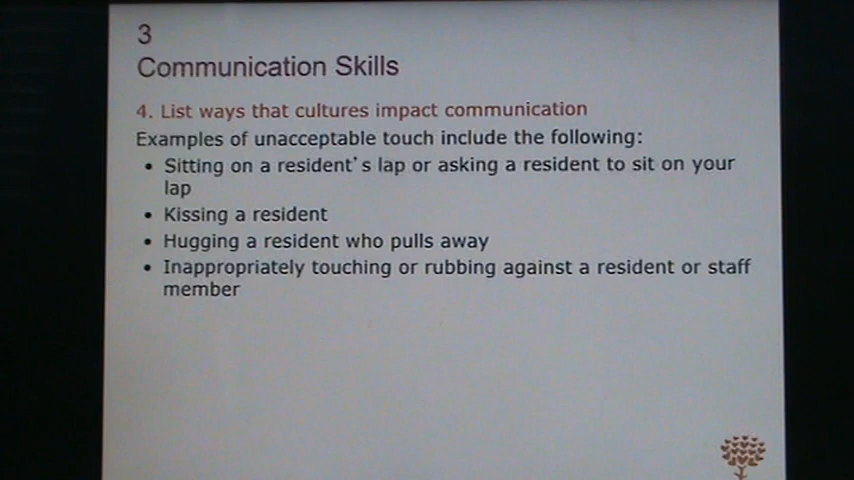 3
Communication Skills
4. List ways that cultures impact communication
Examples of unacceptable touch include the following:
• Sitting on a resident's lap or asking a resident to sit on your
lap
• Kissing a resident
• Hugging a resident who pulls away
• Inappropriately touching or rubbing against a resident or staff
member